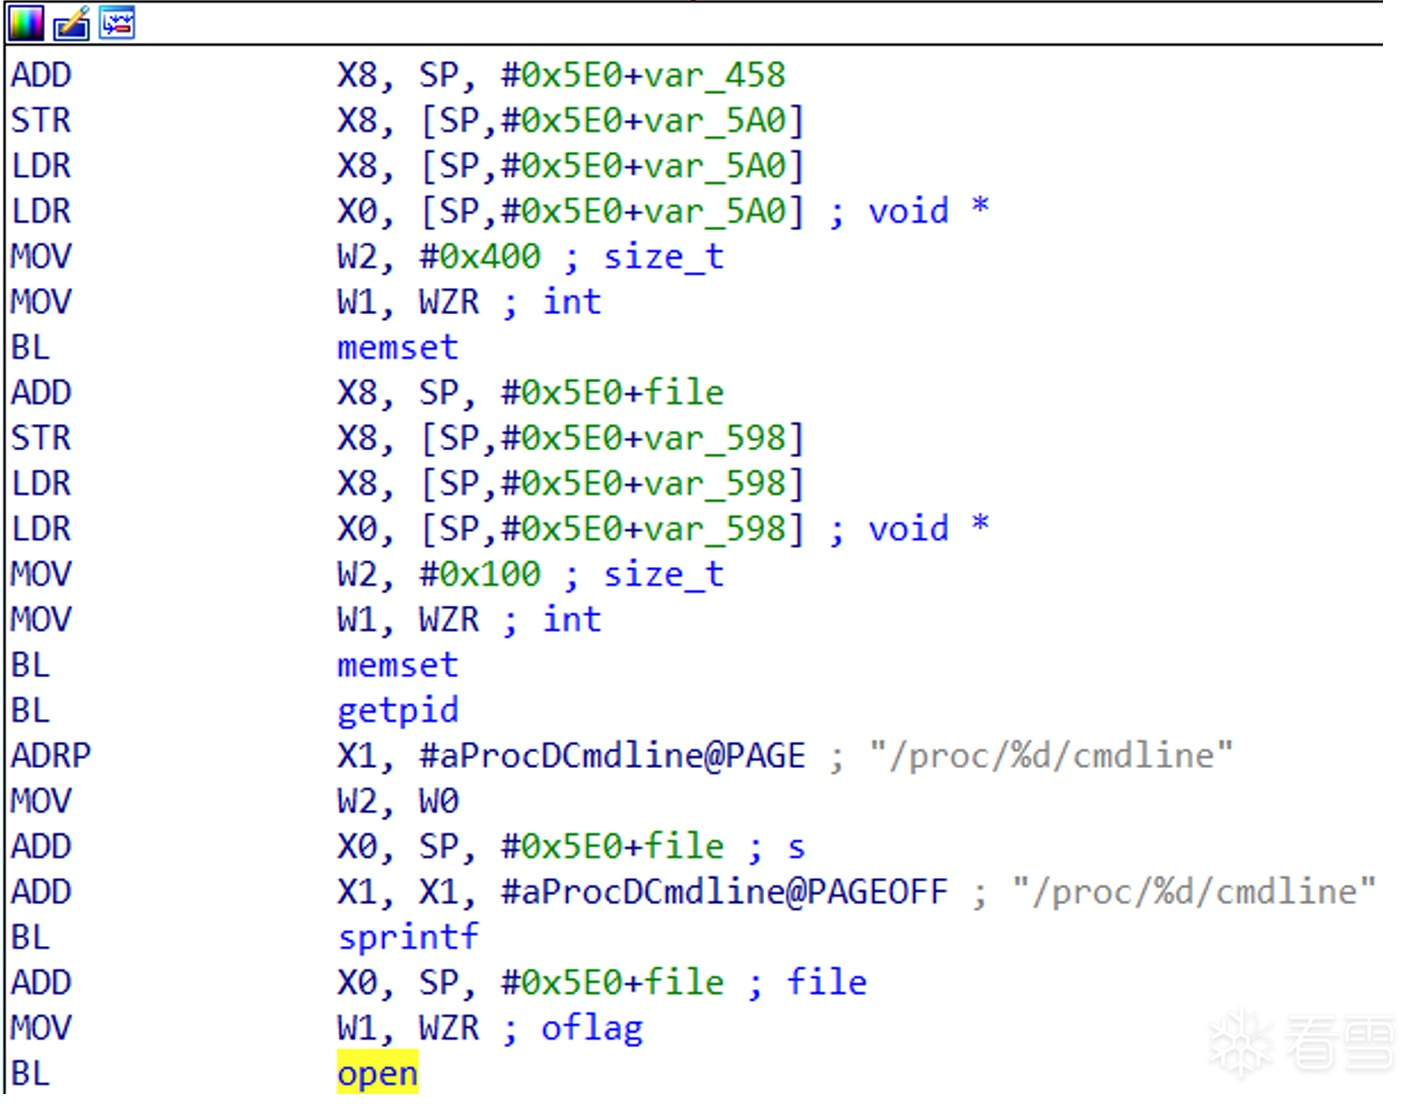 ADD X8, SP, #0x5E0+var_458
STR X8, [SP,#0x5E0+var_5A0]
LDR X8, [SP,#0x5E0+var_5A0]
LDR X0, [SP,#0x5E0+var_5A0] ; void *
MOV W2, #0x400 ; size_t
MOV W1, WZR ; int
BL memset
ADD X8, SP, #0x5E0+file
STR X8, [SP,#0x5E0+var_598]
LDR X8, [SP,#0x5E0+var_598]
LDR X0, [SP,#0x5E0+var_598] ; void *
MOV W2, #0x100 ; size_t
MOV W1, WZR ; int
BL memset
BL getpid
ADRP X1, #aProcDCmdline@PAGE ; "/proc/%d/cmdline"
MOV W2, W0
ADD X0, SP, #0x5E0+file ; s
ADD X1, X1, #aProcDCmdline@PAGEOFF ; "/proc/%d/cmdline"
BL sprintf
ADD X0, SP, #0x5E0+file ; file
MOV W1, WZR ; oflag
BL open
看雪